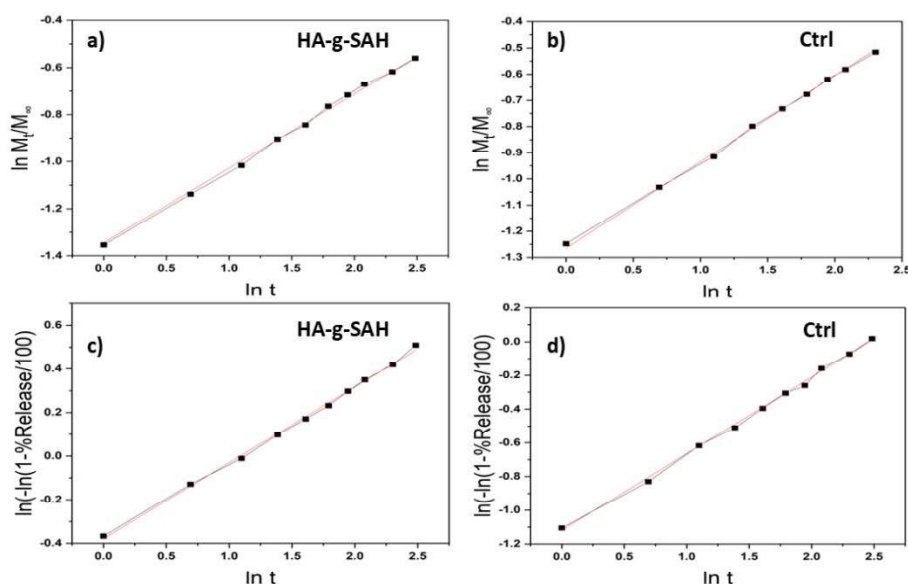 a) HA-g-SAH
-0.4
-0.6
-0.8
-1.0
-1.2
-1.4
ln Mt/M∞
0.0 0.5 1.0 1.5 2.0 2.5
ln t
b) Ctrl
-0.4
-0.5
-0.6
-0.7
-0.8
-0.9
-1.0
-1.1
-1.2
-1.3
ln Mt/M∞
0.0 0.5 1.0 1.5 2.0 2.5
ln t
c) HA-g-SAH
0.6
0.4
0.2
0.0
-0.2
-0.4
ln(-ln(1-%Release/100)
0.0 0.5 1.0 1.5 2.0 2.5
ln t
d) Ctrl
0.2
0.0
-0.2
-0.4
-0.6
-0.8
-1.0
-1.2
ln(-ln(1-%Release/100)
0.0 0.5 1.0 1.5 2.0 2.5
ln t